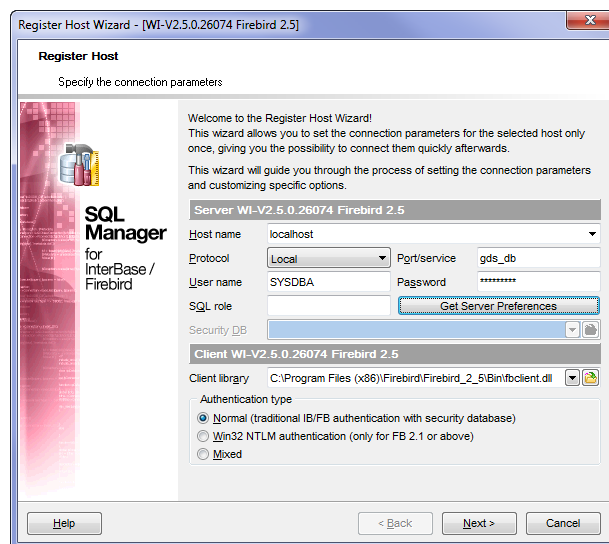 Register Host Wizard - [WI-V2.5.0.26074 Firebird 2.5]
Register Host
Specify the connection parameters
Welcome to the Register Host Wizard!
This wizard allows you to set the connection parameters for the selected host only
once, giving you the possibility to connect them quickly afterwards.
This wizard will guide you through the process of setting the connection parameters
and customizing specific options.
SQL
Manager
for
InterBase /
Firebird
Server WI-V2.5.0.26074 Firebird 2.5
Host name localhost
Protocol Local Port/service gds_db
User name SYSDBA Password *********
SQL role Get Server Preferences
Security DB
Client WI-V2.5.0.26074 Firebird 2.5
Client library C:\Program Files (x86)\Firebird\Firebird_2_5\Bin\fbclient.dll
Authentication type
Normal (traditional IB/FB authentication with security database)
Win32 NTLM authentication (only for FB 2.1 or above)
Mixed
Help < Back Next > Cancel